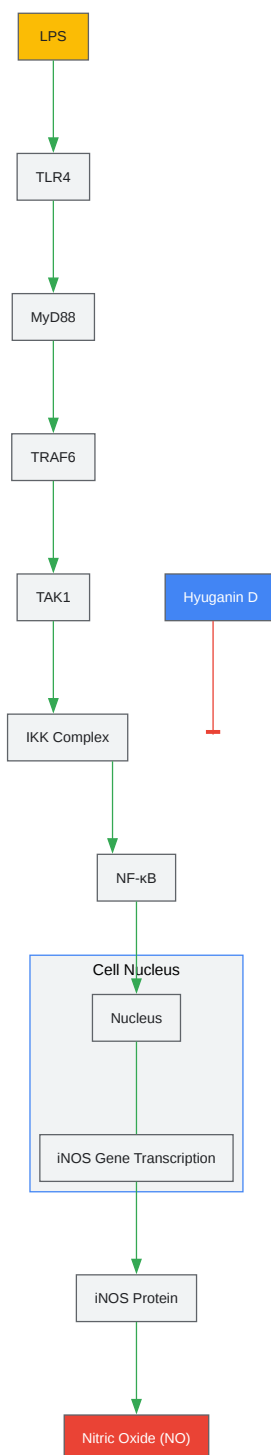 LPS
TLR4
MyD88
TRAF6
TAK1
Hyuganin D
IKK Complex
NF-κB
Cell Nucleus
Nucleus
iNOS Gene Transcription
iNOS Protein
Nitric Oxide (NO)